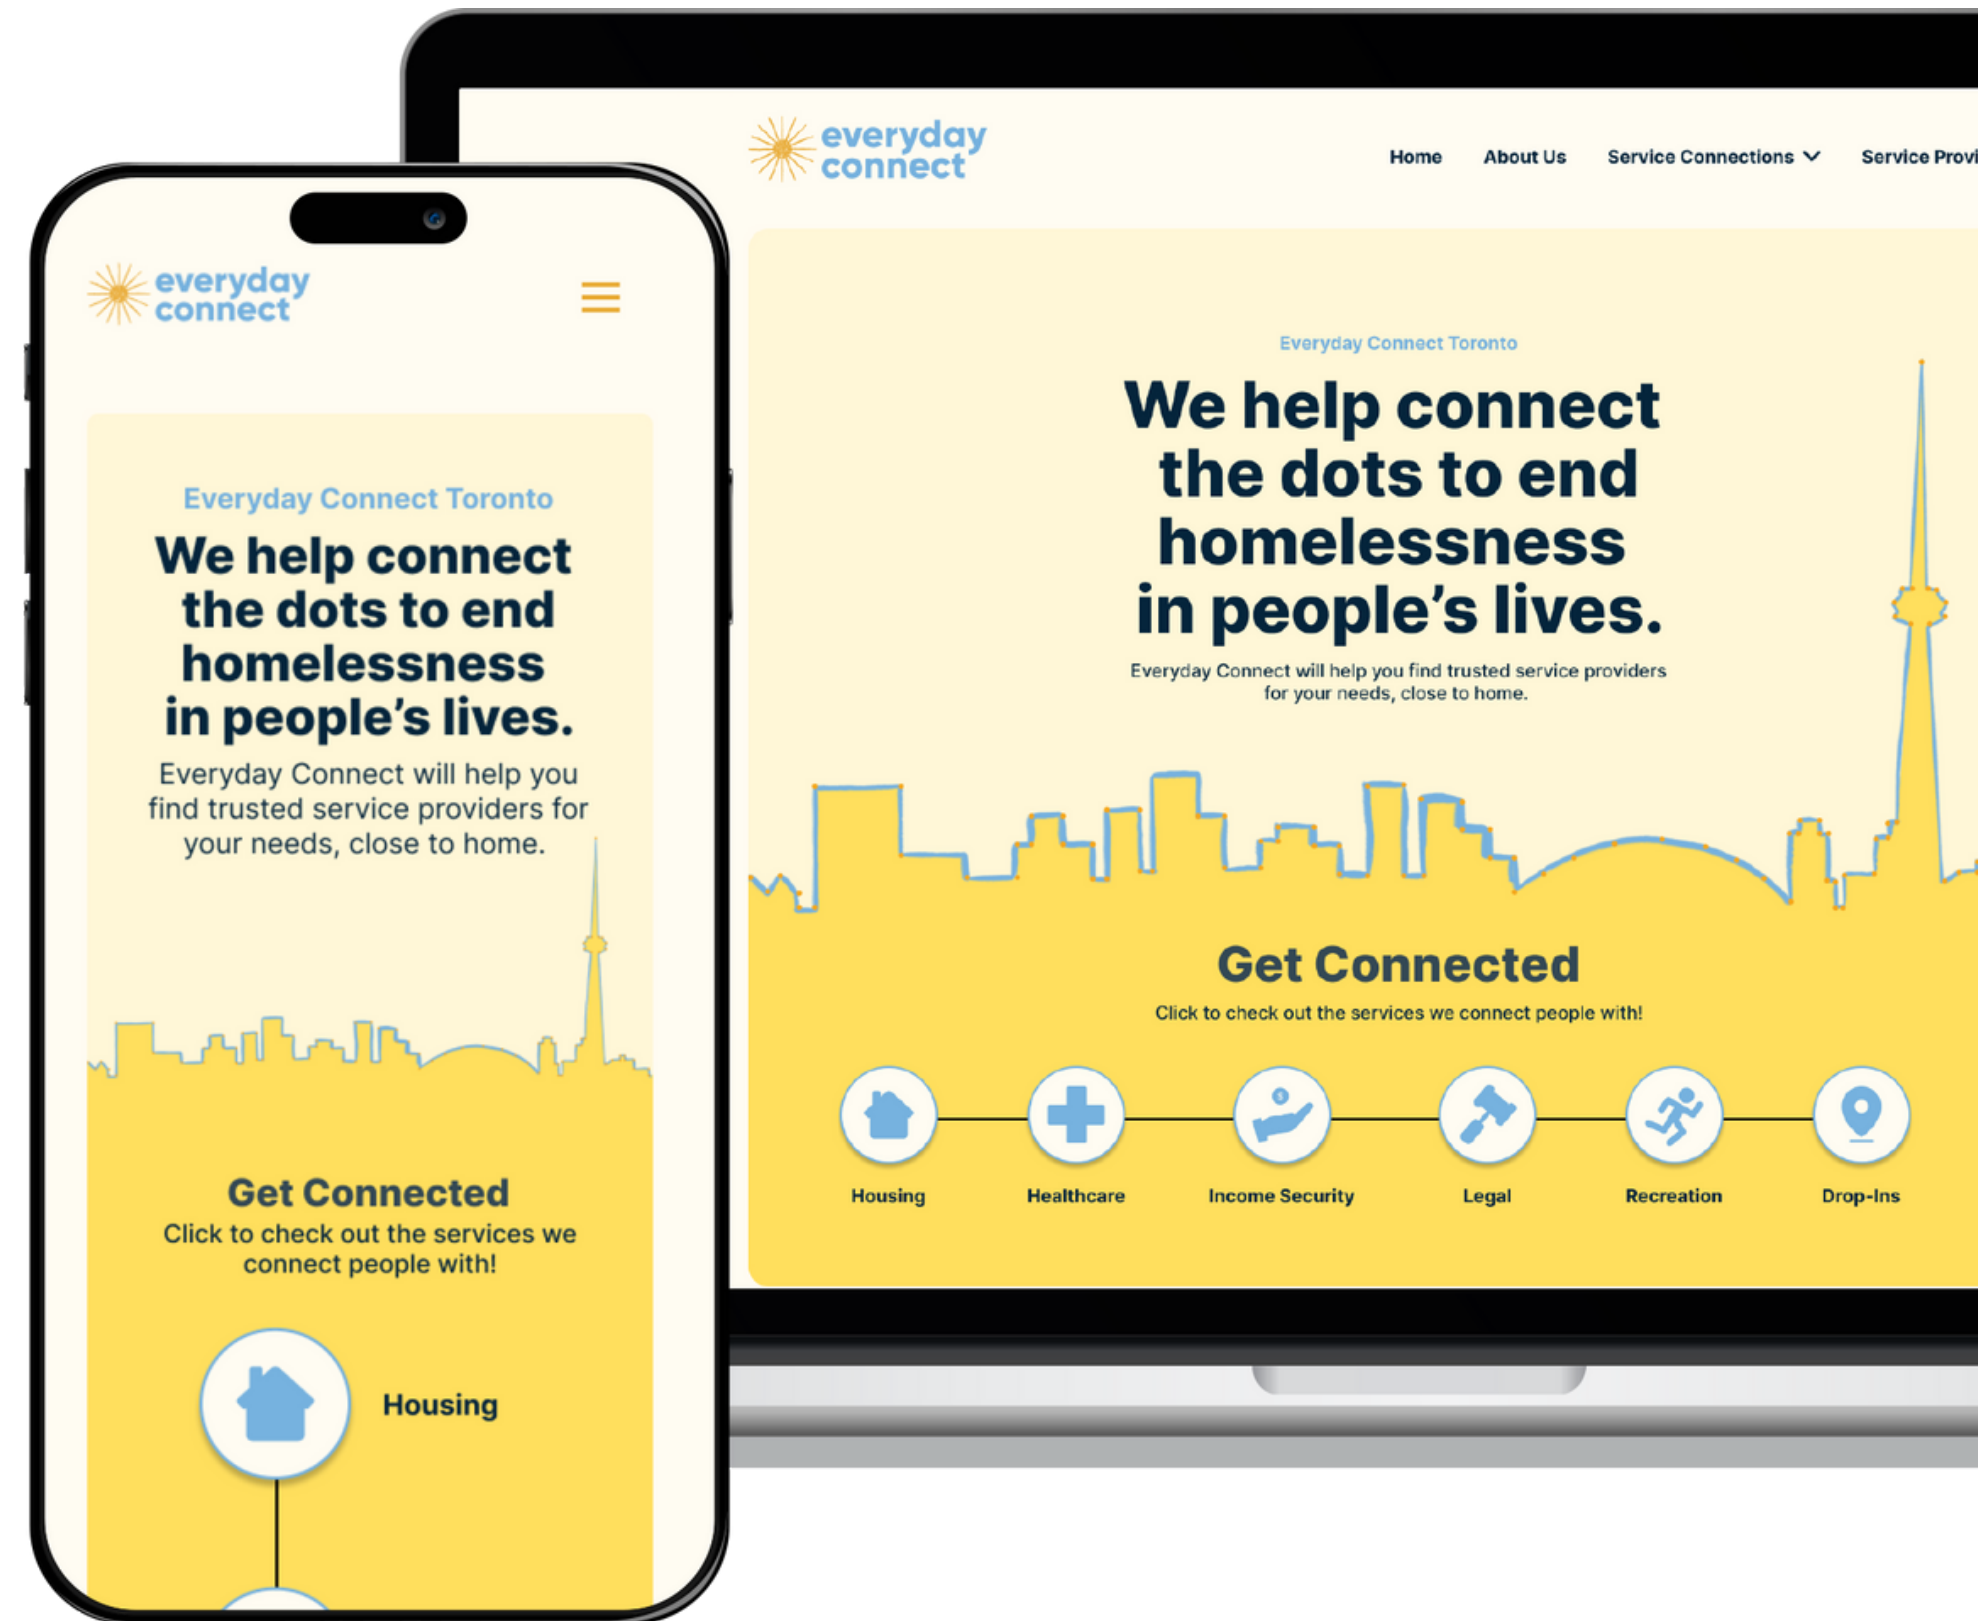 everyday
connect
Everyday Connect Toronto
We help connect
the dots to end
homelessness
in people’s lives.
Everyday Connect will help you
find trusted service providers for
your needs, close to home.
Get Connected
Click to check out the services we
connect people with!
Housing
everyday
connect
Home About Us Service Connections Service Provi
Everyday Connect Toronto
We help connect
the dots to end
homelessness
in people’s lives.
Everyday Connect will help you find trusted service providers
for your needs, close to home.
Get Connected
Click to check out the services we connect people with!
$
Housing Healthcare Income Security Legal Recreation Drop-Ins